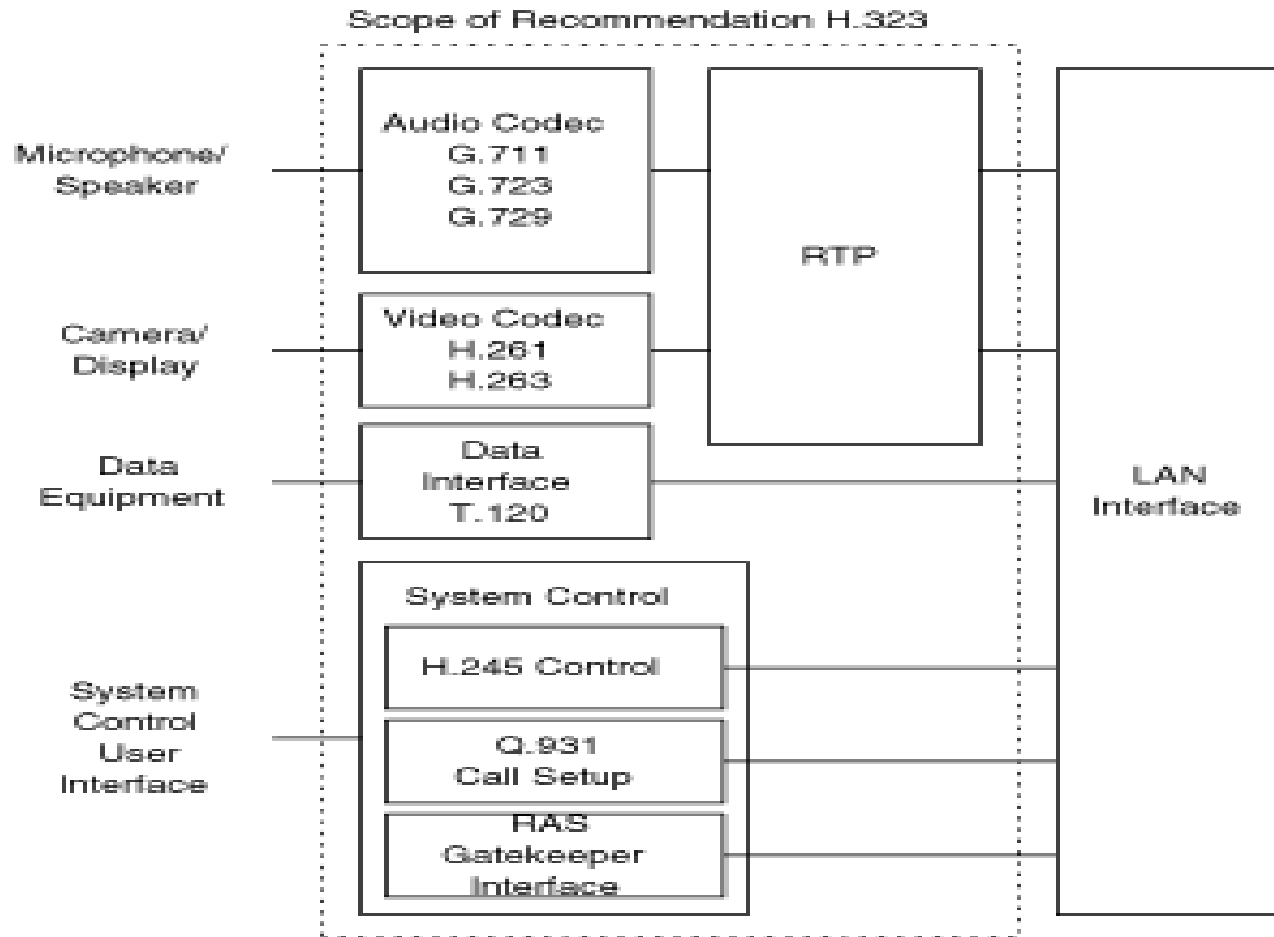 Scope of Recommendation H.323
Microphone/
Speaker
Audio Codec
G.711
G.723
G.729
RTP
Camera/
Display
Video Codec
H.261
H.263
Data
Equipment
Data
Interface
T.120
LAN
Interface
System
Control
User
Interface
System Control
H.245 Control
Q.931
Call Setup
RAS
Gatekeeper
Interface